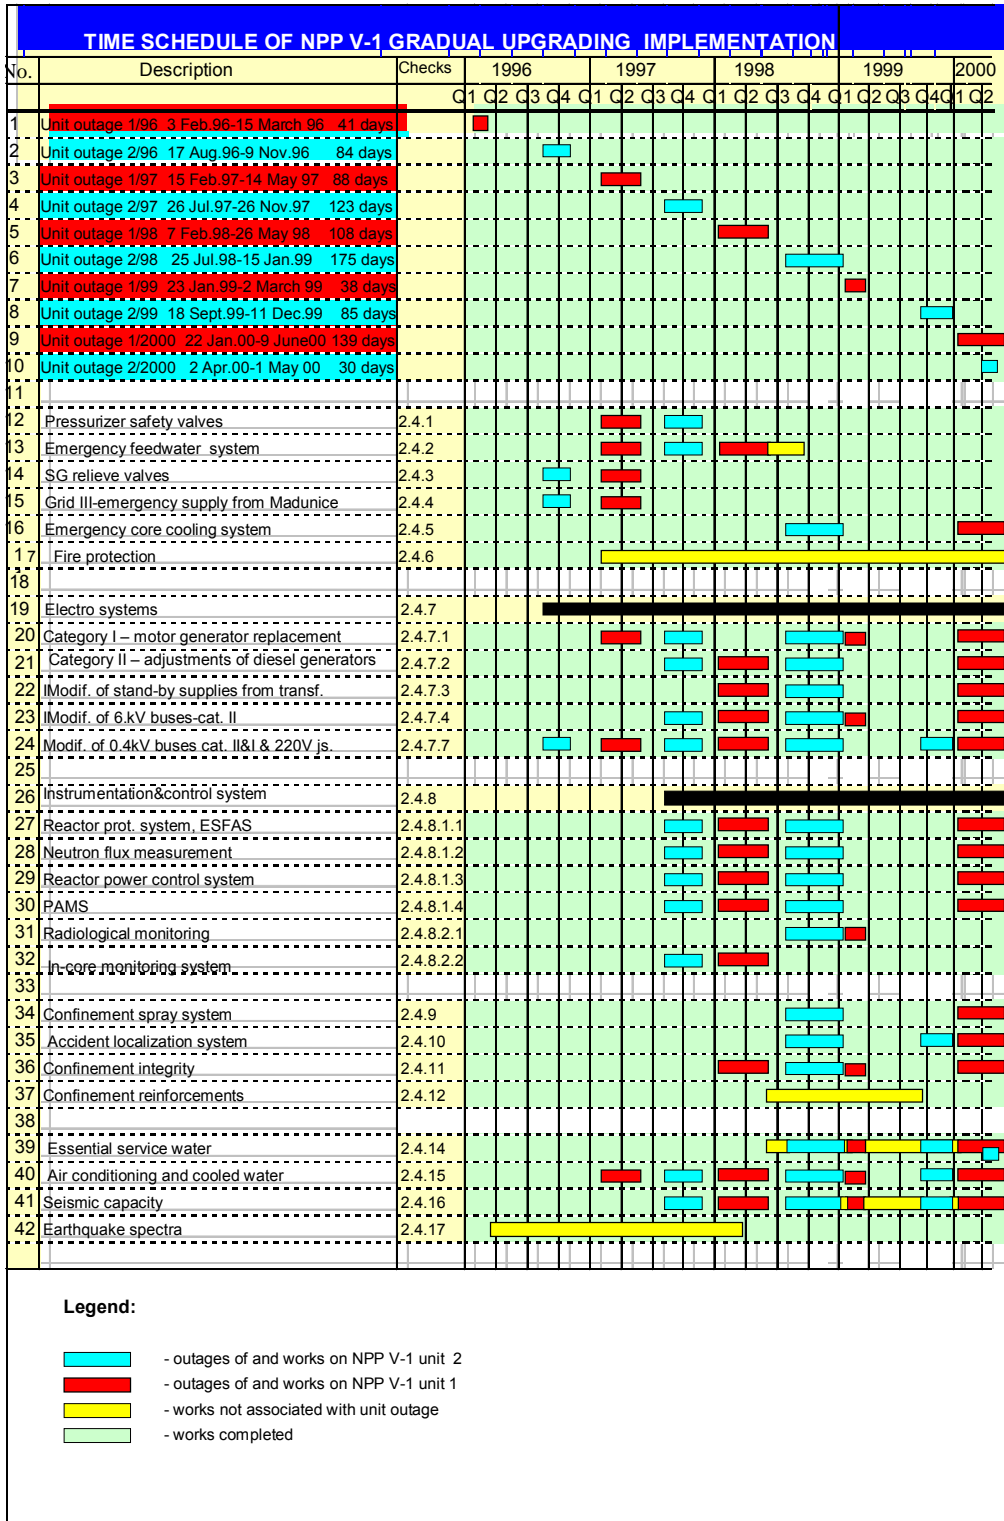 TIME SCHEDULE OF NPP V-1 GRADUAL UPGRADING IMPLEMENTATION
No. Description Checks 1996 1997 1998 1999 2000
Q1 Q2 Q3 Q4 Q1 Q2 Q3 Q4 Q1 Q2 Q3 Q4 Q1 Q2 Q3 Q4 Q1 Q2
1 Unit outage 1/96 3 Feb.96-15 March 96 41 days
2 Unit outage 2/96 17 Aug.96-9 Nov.96 84 days
3 Unit outage 1/97 15 Feb.97-14 May 97 88 days
4 Unit outage 2/97 26 Jul.97-26 Nov.97 123 days
5 Unit outage 1/98 7 Feb.98-26 May 98 108 days
6 Unit outage 2/98 25 Jul.98-15 Jan.99 175 days
7 Unit outage 1/99 23 Jan.99-2 March 99 38 days
8 Unit outage 2/99 18 Sept.99-11 Dec.99 85 days
9 Unit outage 1/2000 22 Jan.00-9 June00 139 days
10 Unit outage 2/2000 2 Apr.00-1 May 00 30 days
11
12 Pressurizer safety valves 2.4.1
13 Emergency feedwater system 2.4.2
14 SG relieve valves 2.4.3
15 Grid III-emergency supply from Madunice 2.4.4
16 Emergency core cooling system 2.4.5
17 Fire protection 2.4.6
18
19 Electro systems 2.4.7
20 Category I – motor generator replacement 2.4.7.1
21 Category II – adjustments of diesel generators 2.4.7.2
22 IModif. of stand-by supplies from transf. 2.4.7.3
23 IModif. of 6.kV buses-cat. II 2.4.7.4
24 Modif. of 0.4kV buses cat. II&I & 220V js. 2.4.7.7
25
26 Instrumentation&control system 2.4.8
27 Reactor prot. system, ESFAS 2.4.8.1.1
28 Neutron flux measurement 2.4.8.1.2
29 Reactor power control system 2.4.8.1.3
30 PAMS 2.4.8.1.4
31 Radiological monitoring 2.4.8.2.1
32 In-core monitoring system 2.4.8.2.2
33
34 Confinement spray system 2.4.9
35 Accident localization system 2.4.10
36 Confinement integrity 2.4.11
37 Confinement reinforcements 2.4.12
38
39 Essential service water 2.4.14
40 Air conditioning and cooled water 2.4.15
41 Seismic capacity 2.4.16
42 Earthquake spectra 2.4.17
Legend:
- outages of and works on NPP V-1 unit 2
- outages of and works on NPP V-1 unit 1
- works not associated with unit outage
- works completed